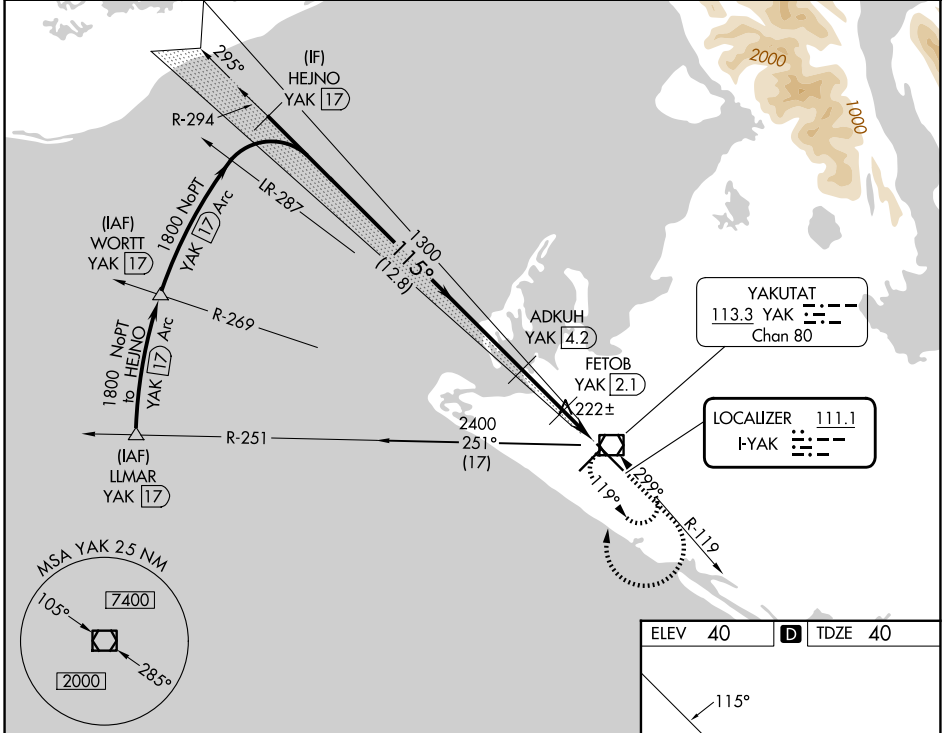 2000
1000
295°
(IF)
HEJNO
YAK 17
R-294
LR-287
1800 NoPT
YAK 17 Arc
(IAF)
WORTT
YAK 17
R-269
1800 NoPT
to HEJNO
YAK 17 Arc
1300
115°
(12.8)
ADKUH
YAK 4.2
FETOB
YAK 2.1
222±
YAKUTAT
113.3 YAK
Chan 80
LOCALIZER 111.1
I-YAK
R-251
2400
251°
(17)
(IAF)
LLMAR
YAK 17
119°
299°
R-119
MSA YAK 25 NM
105°
7400
285°
2000
ELEV 40 D TDZE 40
115°